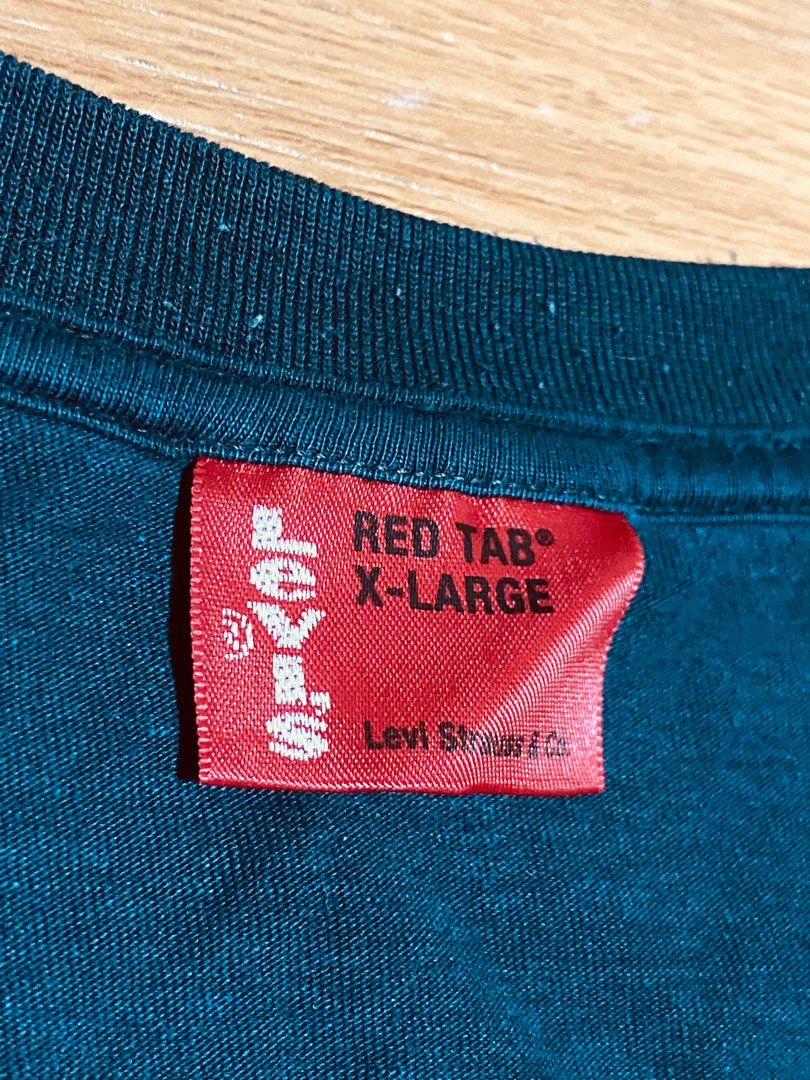 LEVI'S
®
RED TAB®
X-LARGE
Levi Strauss & Co.